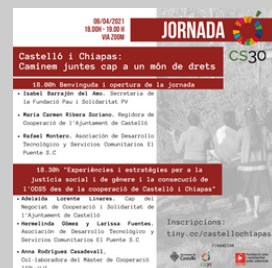 08/04/2021
18.00H - 19.00 H
VIA ZOOM
JORNADA
CS30
Castelló i Chiapas:
Caminem juntes cap a un món de drets
18.00h Benvinguda i opertura de la jornada
Isabel Barrajón del Amo. Secretaria de
la Fundació Pau i Solidaritat PV
Maria Carmen Ribera Soriano. Regidora de
Cooperació de l'Ajuntament de Castelló
Rafael Montero. Asociación de Desarrollo
Tecnológico y Servicios Comunitarios El
Puente S.C
18.30h "Experiències i estratègies per a la
justícia social i de gènere i la consecució de
l'ODS5 des de la cooperació de Castelló i Chiapas"
Adelaida Lorente Linares. Cap del
Negociat de Cooperació i Solidaritat de
l'Ajuntament de Castelló
Hermelinda Gómez y Larissa Fuentes.
Asociación de Desarrollo Tecnológico y
Servicios Comunitarios El Puente S.C
Anna Rodríguez Casadevall,
Col·laboradora del Máster de Cooperació
Inscripcions:
tiny.cc/castellochiapas